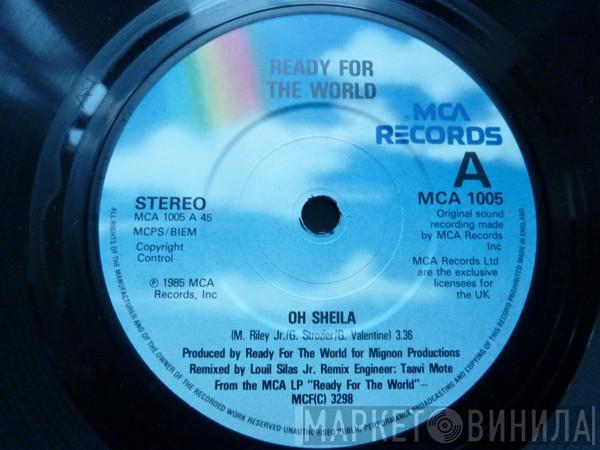 READY FOR
THE WORLD
MCA
RECORDS
A
MCA 1005
STEREO
MCA 1005 A 45
MCPS/BIEM
Copyright
Control
℗ 1985 MCA
Records, Inc
Original sound
recording made
by MCA Records
Inc
MCA Records Ltd
are the exclusive
licensees for
the UK
OH SHEILA
(M. Riley Jr./G. Strozier/G. Valentine) 3.36
Produced by Ready For The World for Mignon Productions
Remixed by Louil Silas Jr. Remix Engineer: Taavi Mote
From the MCA LP "Ready For The World"–
MCF(C) 3298
ALL RIGHTS OF THE MANUFACTURER AND OF THE OWNER OF THE RECORDED WORK RESERVED UNAUTHORISED PUBLIC PERFORMANCE BROADCASTING AND COPYING OF THIS RECORD PROHIBITED MADE IN ENGLAND
МАРКЕТ ВИНИЛА